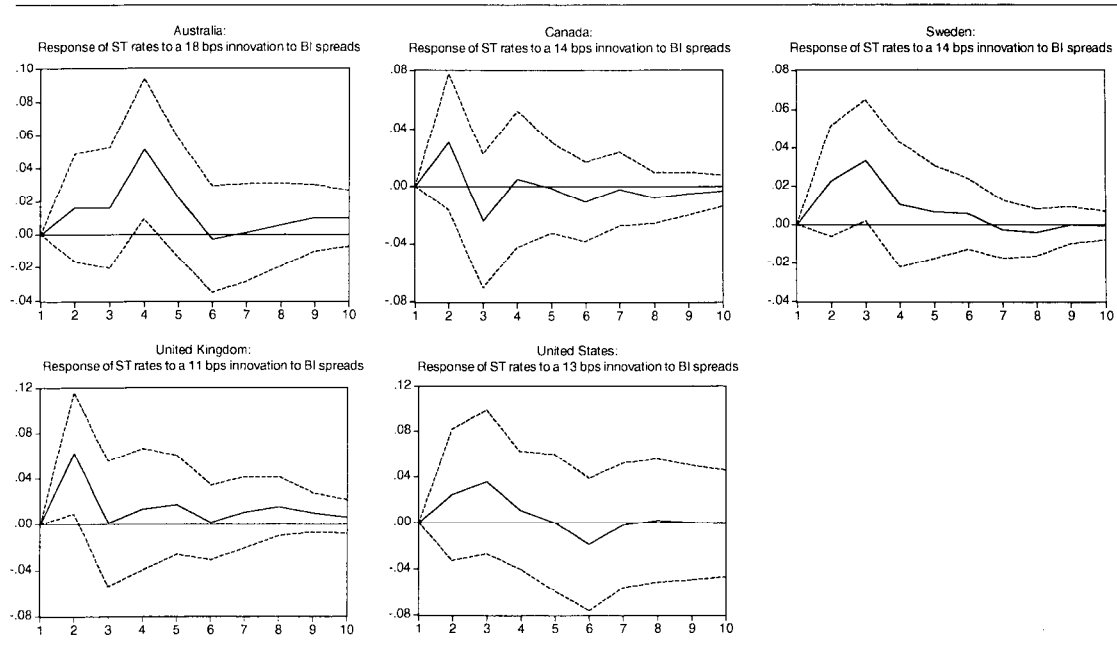 Australia:
Response of ST rates to a 18 bps innovation to BI spreads
.10
.08
.06
.04
.02
.00
-.02
-.04
1 2 3 4 5 6 7 8 9 10
Canada:
Response of ST rates to a 14 bps innovation to BI spreads
.08
.04
.00
-.04
-.08
1 2 3 4 5 6 7 8 9 10
Sweden:
Response of ST rates to a 14 bps innovation to BI spreads
.08
.06
.04
.02
.00
-.02
-.04
1 2 3 4 5 6 7 8 9 10
United Kingdom:
Response of ST rates to a 11 bps innovation to BI spreads
.12
.08
.04
.00
-.04
-.08
1 2 3 4 5 6 7 8 9 10
United States:
Response of ST rates to a 13 bps innovation to BI spreads
.12
.08
.04
.00
-.04
-.08
1 2 3 4 5 6 7 8 9 10